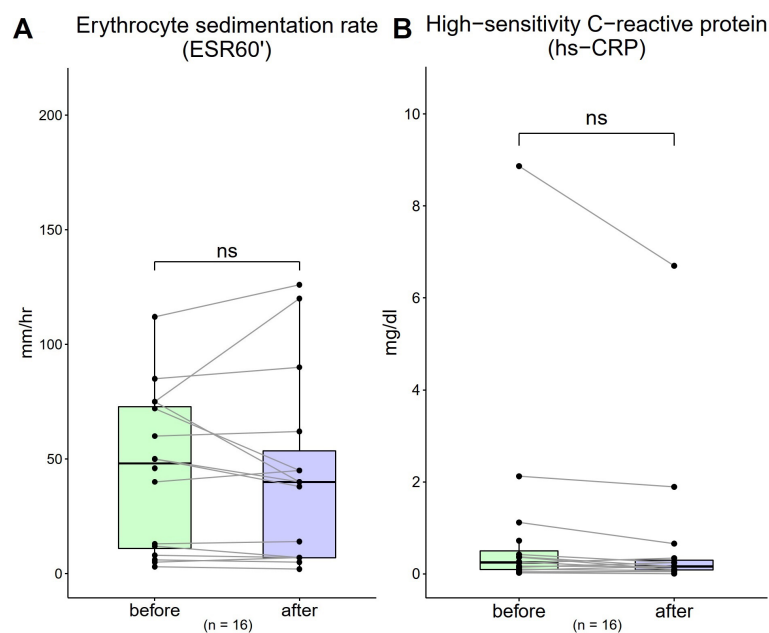 A Erythrocyte sedimentation rate
(ESR60')
200
150
100
50
0
mm/hr
ns
before
after
(n = 16)
B High−sensitivity C−reactive protein
(hs−CRP)
10
8
6
4
2
0
mg/dl
ns
before
after
(n = 16)